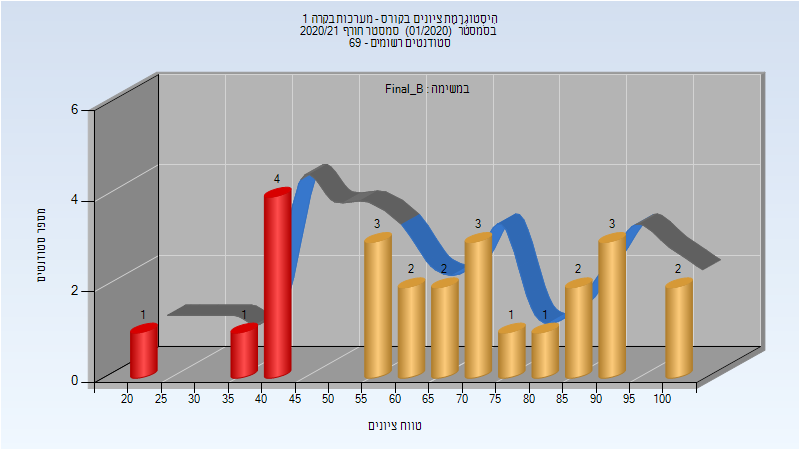 היסטוגרמת ציונים בקורס - מערכות בקרה 1
בסמסטר (01/2020) סמסטר חורף 2020/21
סטודנטים רשומים - 69
במשימה : Final_B
מספר סטודנטים
6
4
2
0
1
1
4
3
2
2
3
1
1
2
3
2
20 25 30 35 40 45 50 55 60 65 70 75 80 85 90 95 100
טווח ציונים